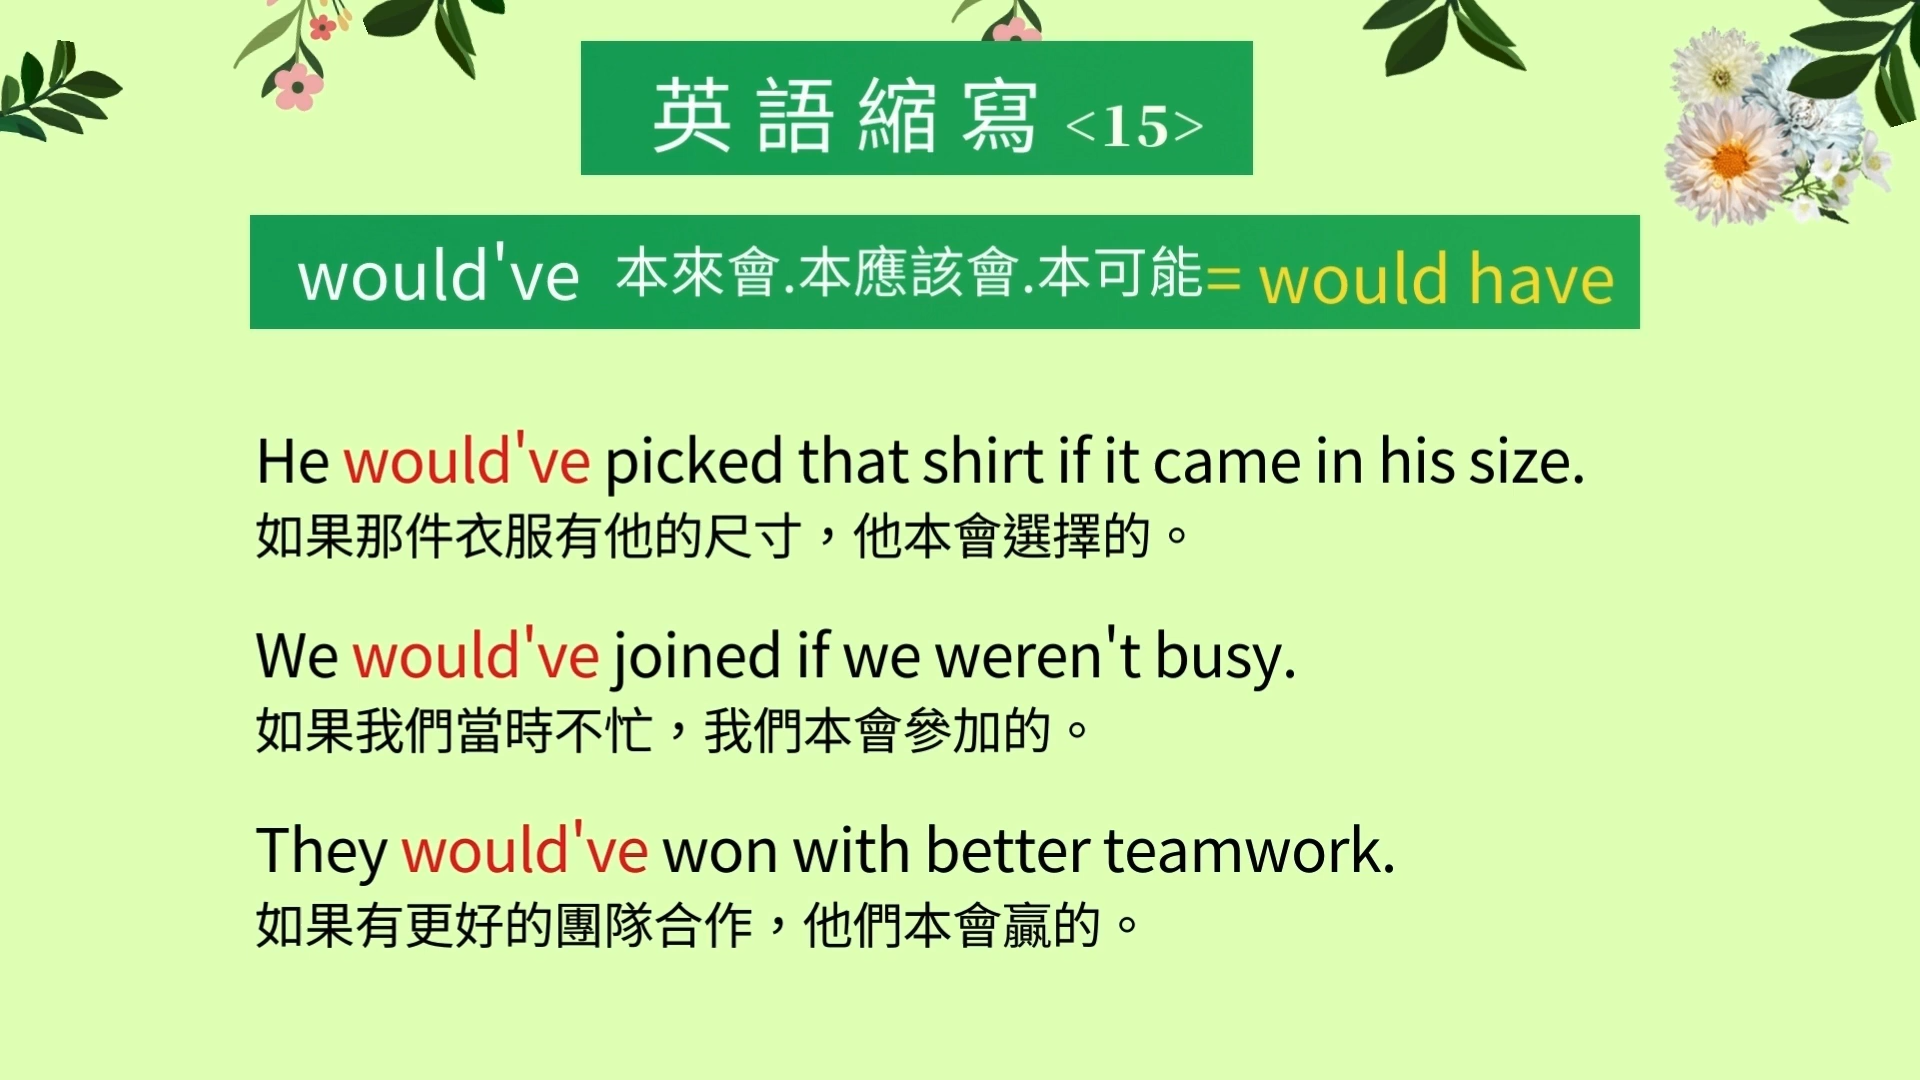 英語縮寫 <15>
would've 本來會.本應該會.本可能= would have
He would've picked that shirt if it came in his size.
如果那件衣服有他的尺寸，他本會選擇的。
We would've joined if we weren't busy.
如果我們當時不忙，我們本會參加的。
They would've won with better teamwork.
如果有更好的團隊合作，他們本會贏的。